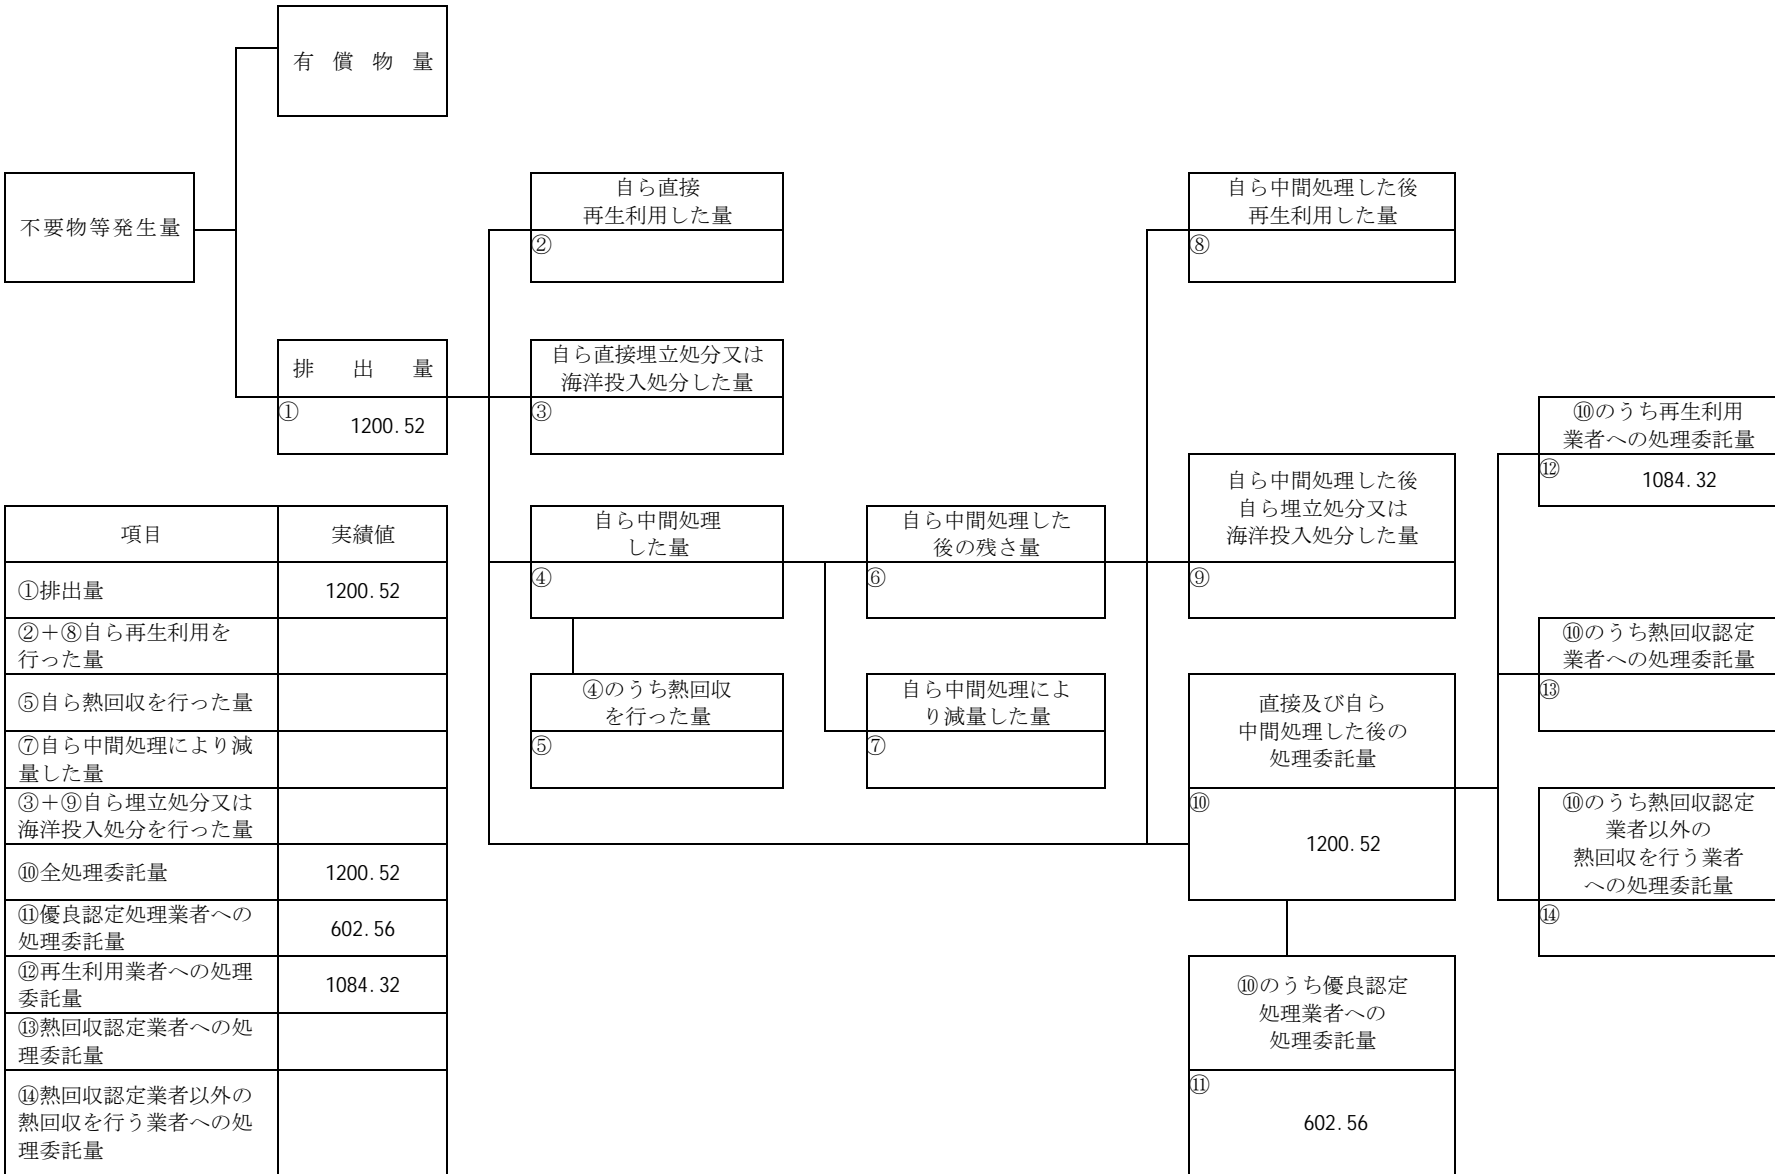 有償物量
不要物等発生量
自ら直接
再生利用した量
②
自ら中間処理した後
再生利用した量
⑧
排出量
①
1200.52
自ら直接埋立処分又は
海洋投入処分した量
③
⑩のうち再生利用
業者への処理委託量
⑫
1084.32
自ら中間処理した後
自ら埋立処分又は
海洋投入処分した量
⑨
自ら中間処理
した量
④
自ら中間処理した
後の残さ量
⑥
⑩のうち熱回収認定
業者への処理委託量
⑬
④のうち熱回収
を行った量
⑤
自ら中間処理によ
り減量した量
⑦
直接及び自ら
中間処理した後の
処理委託量
⑩
1200.52
⑩のうち熱回収認定
業者以外の
熱回収を行う業者
への処理委託量
⑭
⑩のうち優良認定
処理業者への
処理委託量
⑪
602.56
項目 実績値
①排出量 1200.52
②+⑧自ら再生利用を
行った量
⑤自ら熱回収を行った量
⑦自ら中間処理により減
量した量
③+⑨自ら埋立処分又は
海洋投入処分を行った量
⑩全処理委託量 1200.52
⑪優良認定処理業者への
処理委託量 602.56
⑫再生利用業者への処理
委託量 1084.32
⑬熱回収認定業者への処
理委託量
⑭熱回収認定業者以外の
熱回収を行う業者への処
理委託量